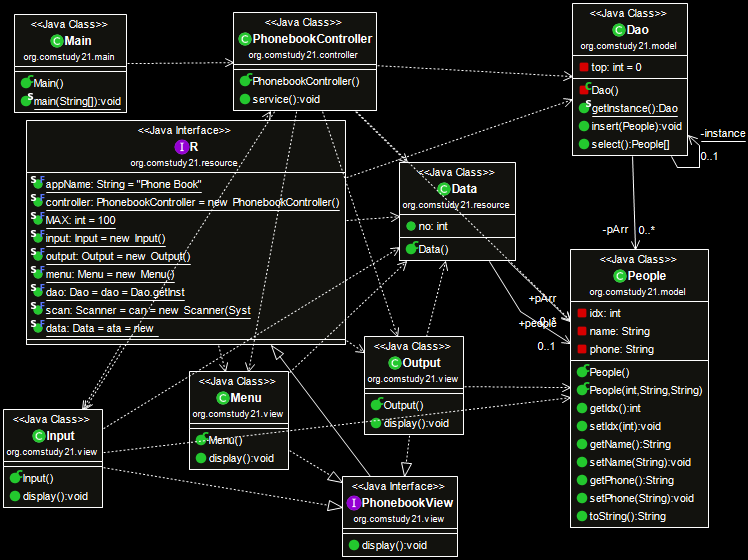 <<Java Class>>
Main
org.comstudy21.main
Main()
main(String[]):void
<<Java Class>>
PhonebookController
org.comstudy21.controller
PhonebookController()
service():void
<<Java Class>>
Dao
org.comstudy21.model
top: int = 0
Dao()
getInstance():Dao
insert(People):void
select():People[]
-instance
0..1
<<Java Interface>>
R
org.comstudy21.resource
appName: String = "Phone Book"
controller: PhonebookController = new PhonebookController()
MAX: int = 100
input: Input = new Input()
output: Output = new Output()
menu: Menu = new Menu()
dao: Dao = dao = Dao.getInst
scan: Scanner = can = new Scanner(Syst
data: Data = ata = new
<<Java Class>>
Data
org.comstudy21.resource
no: int
Data()
-pArr
0..*
+pArr
0..*
+people
0..1
<<Java Class>>
People
org.comstudy21.model
idx: int
name: String
phone: String
People()
People(int,String,String)
getIdx():int
setIdx(int):void
getName():String
setName(String):void
getPhone():String
setPhone(String):void
toString():String
<<Java Class>>
Output
org.comstudy21.view
Output()
display():void
<<Java Class>>
Menu
org.comstudy21.view
Menu()
display():void
<<Java Class>>
Input
org.comstudy21.view
Input()
display():void
<<Java Interface>>
PhonebookView
org.comstudy21.view
display():void